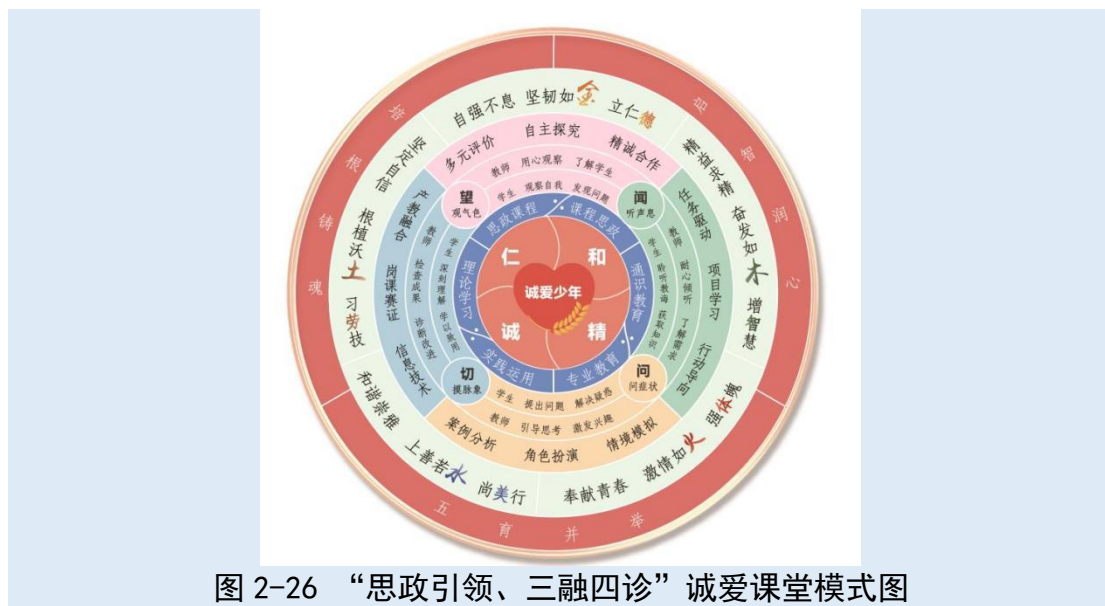 培根铸魂
启智润心
五育并举
自强不息 坚韧如金 立仁德
精益求精 奋发如木 增智慧
强体魄 激情如火 奉献青春
和谐崇雅 上善若水 尚美行
坚定自信 根植沃土 习劳技
多元评价 自主探究 精诚合作
教师 用心观察 了解学生
学生 观察自我 发现问题
望
观气色
闻
听声息
任务驱动 项目学习 行动导向
教师 耐心倾听 了解需求
学生 聆听教诲 获取知识
问
问症状
学生 提出问题 解决疑惑
教师 引导思考 激发兴趣
案例分析 角色扮演 情境模拟
切
摸脉象
产教融合 岗课赛证 信息技术
教师 检查成果 诊断改进
学生 深刻理解 学以致用
思政课程
课程思政
通识教育
专业教育
实践运用
理论学习
仁
和
诚爱少年
诚
精
图 2-26 “思政引领、三融四诊”诚爱课堂模式图